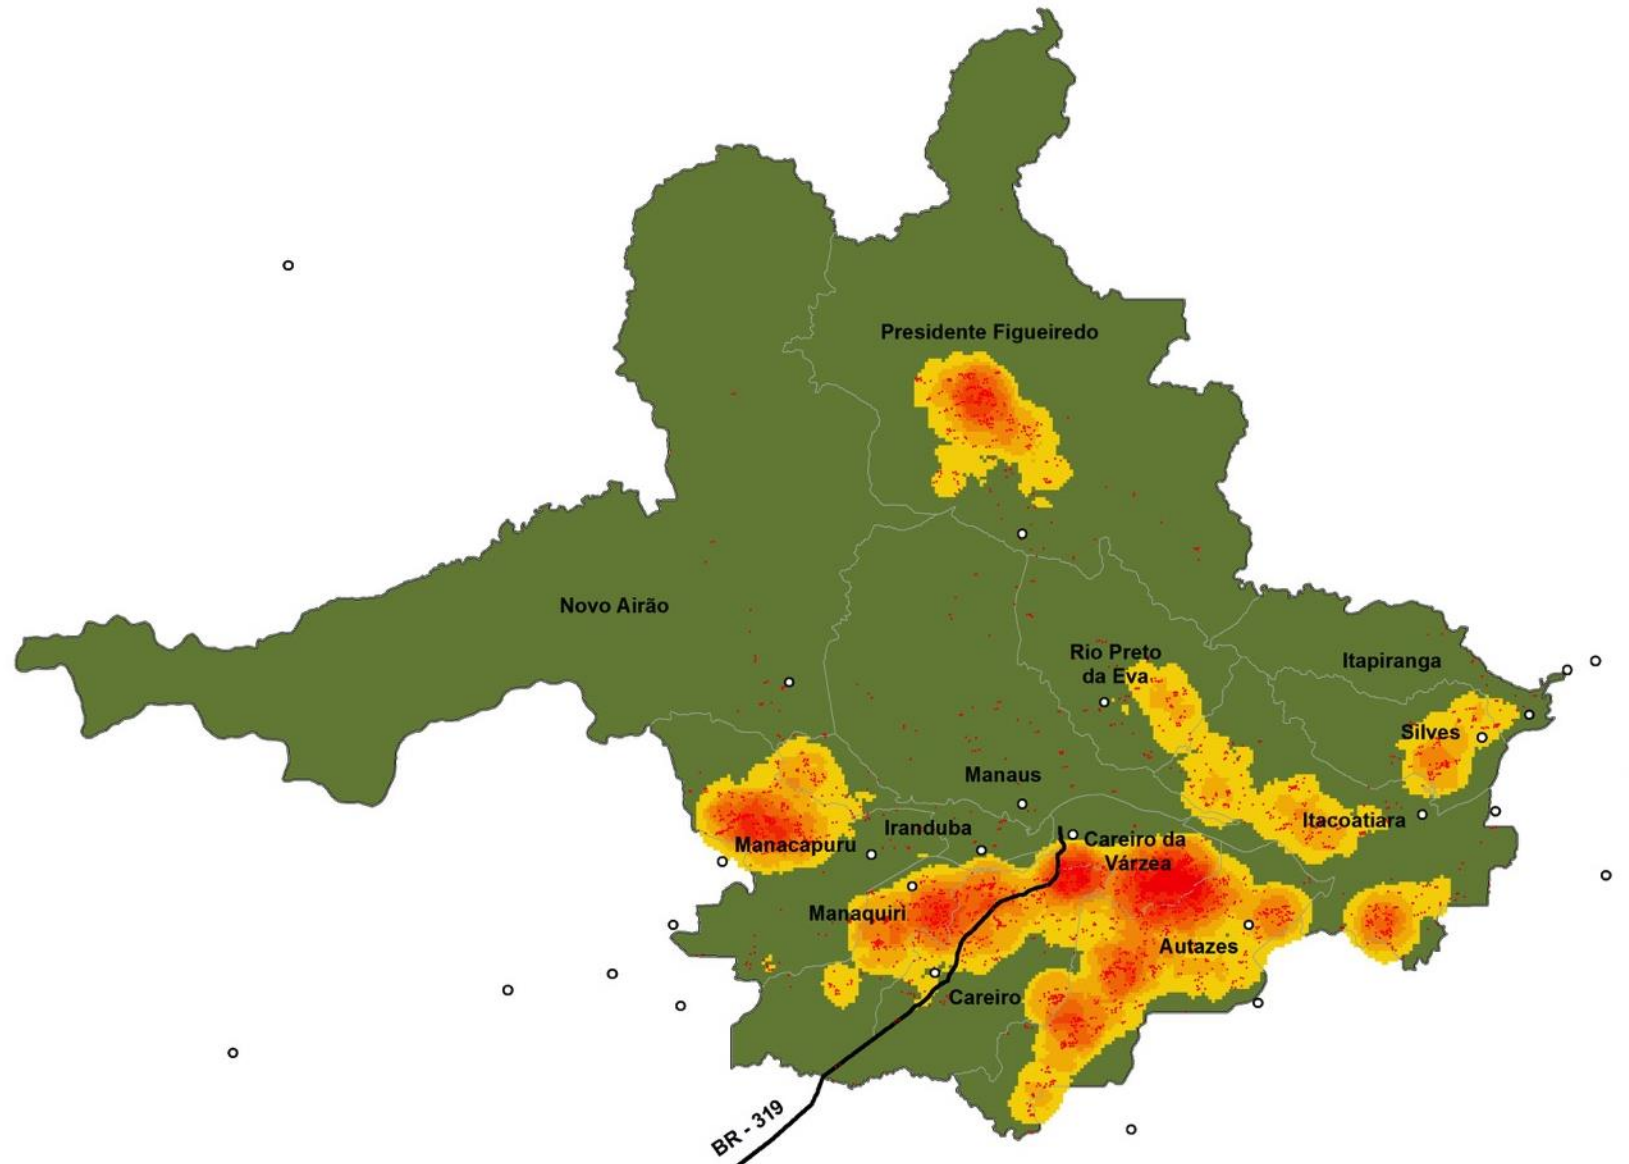 Presidente Figueiredo
Novo Airão
Rio Preto
da Eva
Itapiranga
Silves
Manaus
Itacoatiara
Iranduba
Careiro da
Várzea
Manacapuru
Manaquiri
Autazes
Careiro
BR - 319